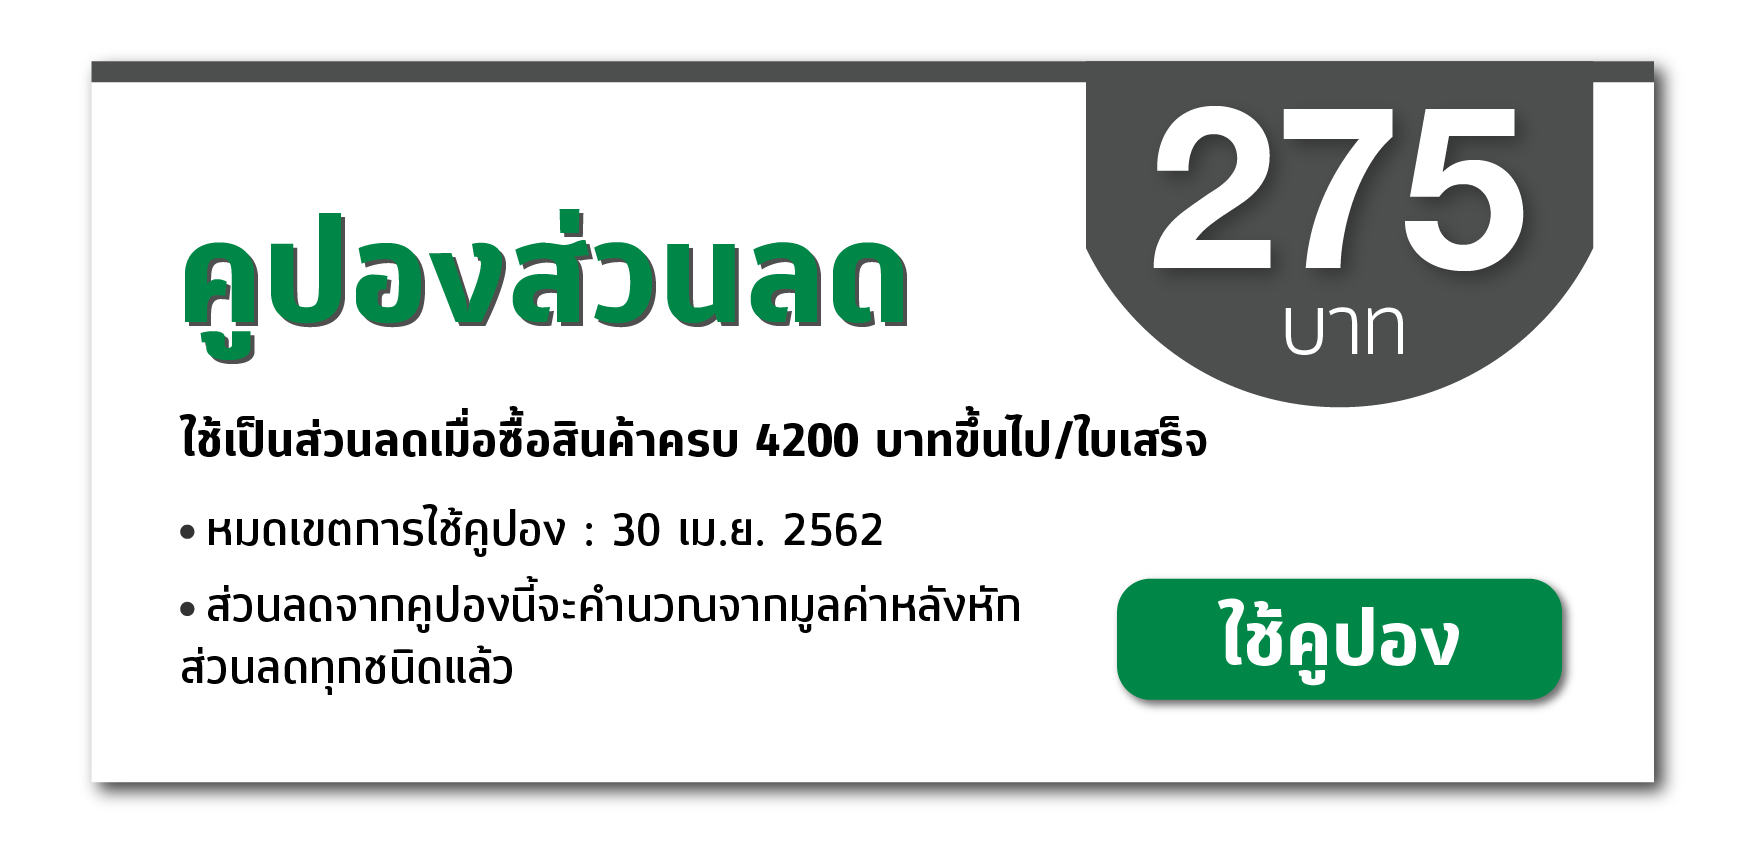 275
บาท
คูปองส่วนลด
ใช้เป็นส่วนลดเมื่อซื้อสินค้าครบ 4200 บาทขึ้นไป/ใบเสร็จ
• หมดเขตการใช้คูปอง : 30 เม.ย. 2562
• ส่วนลดจากคูปองนี้จะคำนวณจากมูลค่าหลังหัก
ส่วนลดทุกชนิดแล้ว
ใช้คูปอง